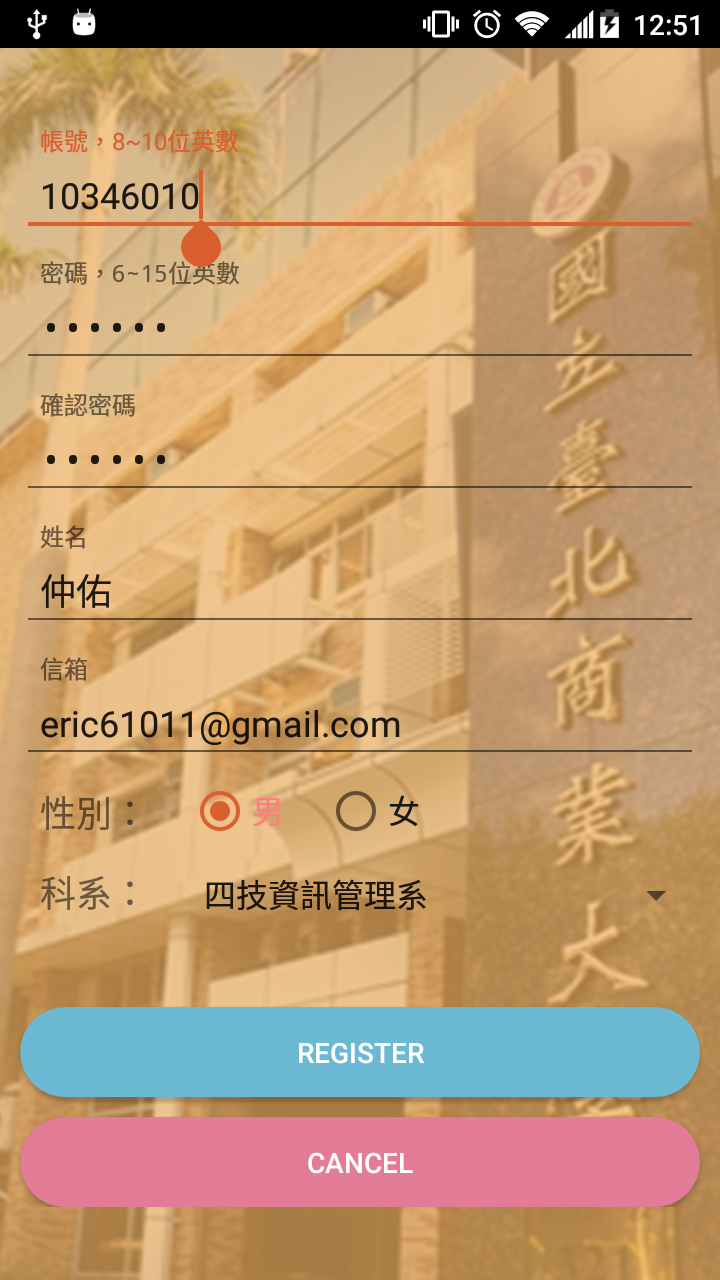 12:51
帳號，8~10位英數
10346010
密碼，6~15位英數
••••••
確認密碼
••••••
姓名
仲佑
信箱
eric61011@gmail.com
性別： 男 女
科系： 四技資訊管理系
REGISTER
CANCEL
國立臺北商業大